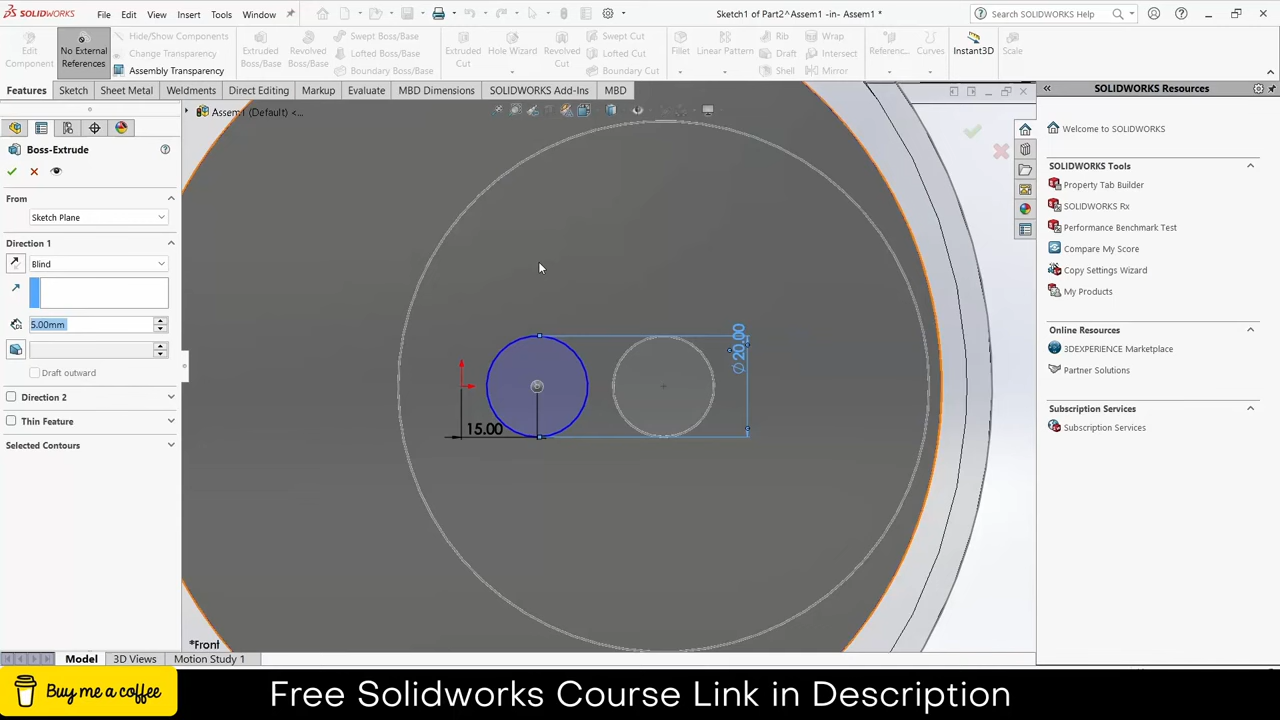 SOLIDWORKS
File Edit View Insert Tools Window
Sketch1 of Part2^Assem1 -in- Assem1 *
Search SOLIDWORKS Help
Edit Component
No External References
Hide/Show Components
Change Transparency
Assembly Transparency
Extruded Boss/Base
Revolved Boss/Base
Swept Boss/Base
Lofted Boss/Base
Boundary Boss/Base
Extruded Cut
Hole Wizard
Revolved Cut
Swept Cut
Lofted Cut
Boundary Cut
Fillet
Linear Pattern
Rib
Draft
Shell
Wrap
Intersect
Mirror
Referenc...
Curves
Instant3D
Scale
Features Sketch Sheet Metal Weldments Direct Editing Markup Evaluate MBD Dimensions SOLIDWORKS Add-Ins MBD
Assem1 (Default) <...
Boss-Extrude
From
Sketch Plane
Direction 1
Blind
5.00mm
Draft outward
Direction 2
Thin Feature
Selected Contours
⌀20.00
15.00
*Front
Model 3D Views Motion Study 1
SOLIDWORKS Resources
Welcome to SOLIDWORKS
SOLIDWORKS Tools
Property Tab Builder
SOLIDWORKS Rx
Performance Benchmark Test
Compare My Score
Copy Settings Wizard
My Products
Online Resources
3DEXPERIENCE Marketplace
Partner Solutions
Subscription Services
Subscription Services
Buy me a coffee
Free Solidworks Course Link in Description